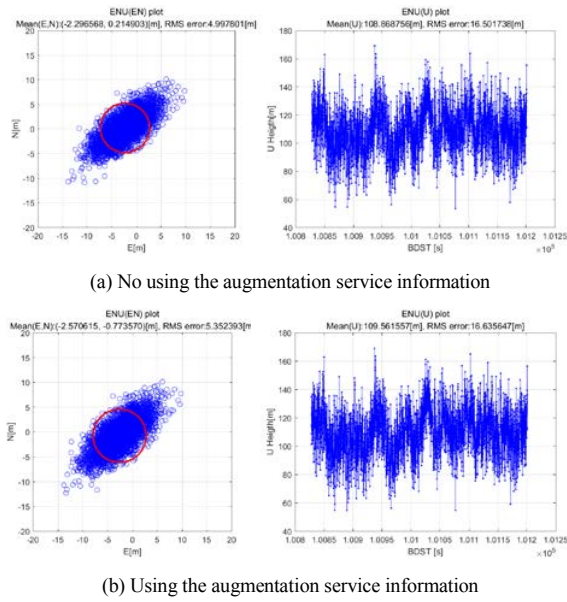 ENU(EN) plot
Mean(E,N):(-2.296568, 0.214903)[m], RMS error:4.997801[m]
20
15
10
5
0
-5
-10
-15
-20
N[m]
-20 -15 -10 -5 0 5 10 15 20
E[m]
ENU(U) plot
Mean(U):108.868756[m], RMS error:16.501738[m]
180
160
140
120
100
80
60
40
U Heigth[m]
1.008 1.0085 1.009 1.0095 1.01 1.0105 1.011 1.0115 1.012 1.0125
BDST [s]
×10⁵
(a) No using the augmentation service information
ENU(EN) plot
Mean(E,N):(-2.570615, -0.773570)[m], RMS error:5.352393[m]
20
15
10
5
0
-5
-10
-15
-20
N[m]
-20 -15 -10 -5 0 5 10 15 20
E[m]
ENU(U) plot
Mean(U):109.561557[m], RMS error:16.635647[m]
180
160
140
120
100
80
60
40
U Heigth[m]
1.008 1.0085 1.009 1.0095 1.01 1.0105 1.011 1.0115 1.012 1.0125
BDST [s]
×10⁵
(b) Using the augmentation service information